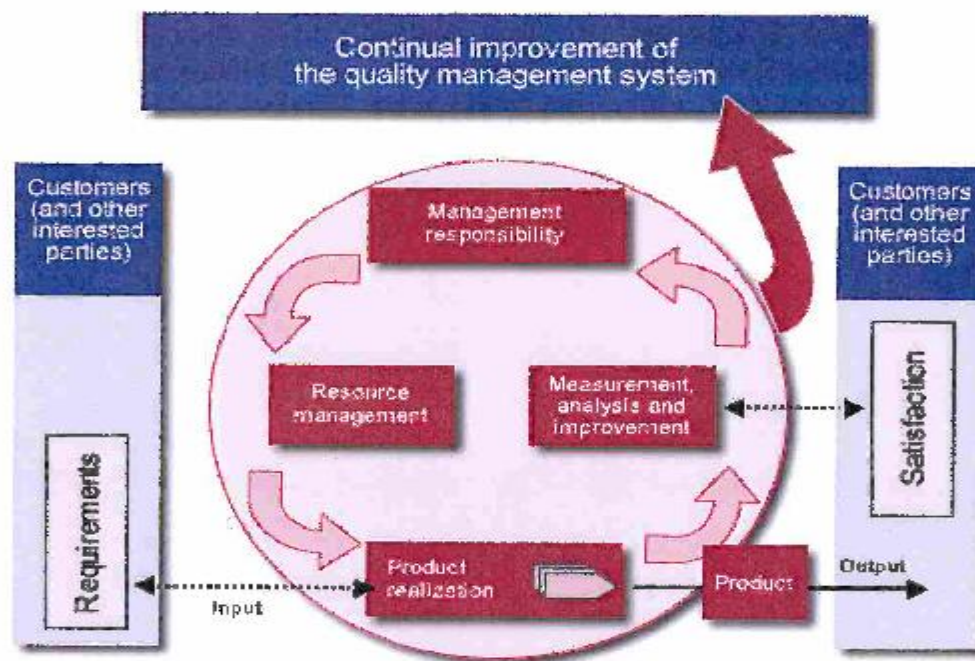 Continual improvement of
the quality management system
Customers
(and other
interested
parties)
Customers
(and other
interested
parties)
Management
responsibility
Resource
management
Measurement,
analysis and
improvement
Satisfaction
Requirements
Product
realization
Product
Output
Input